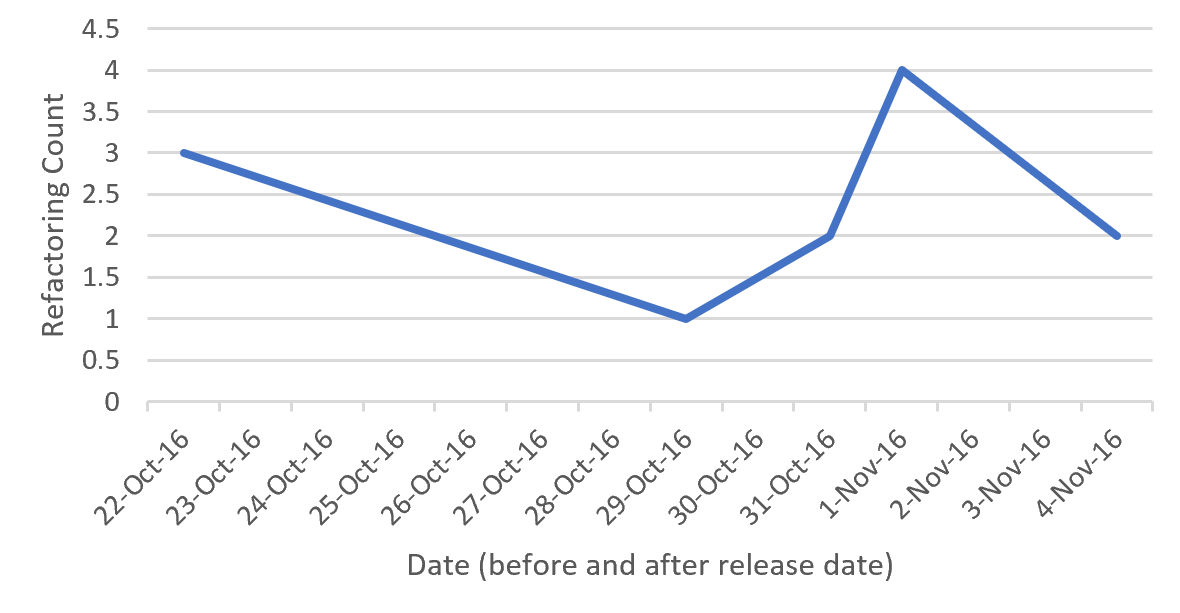 4.5
4
3.5
3
2.5
2
1.5
1
0.5
0
Refactoring Count
22-Oct-16
23-Oct-16
24-Oct-16
25-Oct-16
26-Oct-16
27-Oct-16
28-Oct-16
29-Oct-16
30-Oct-16
31-Oct-16
1-Nov-16
2-Nov-16
3-Nov-16
4-Nov-16
Date (before and after release date)